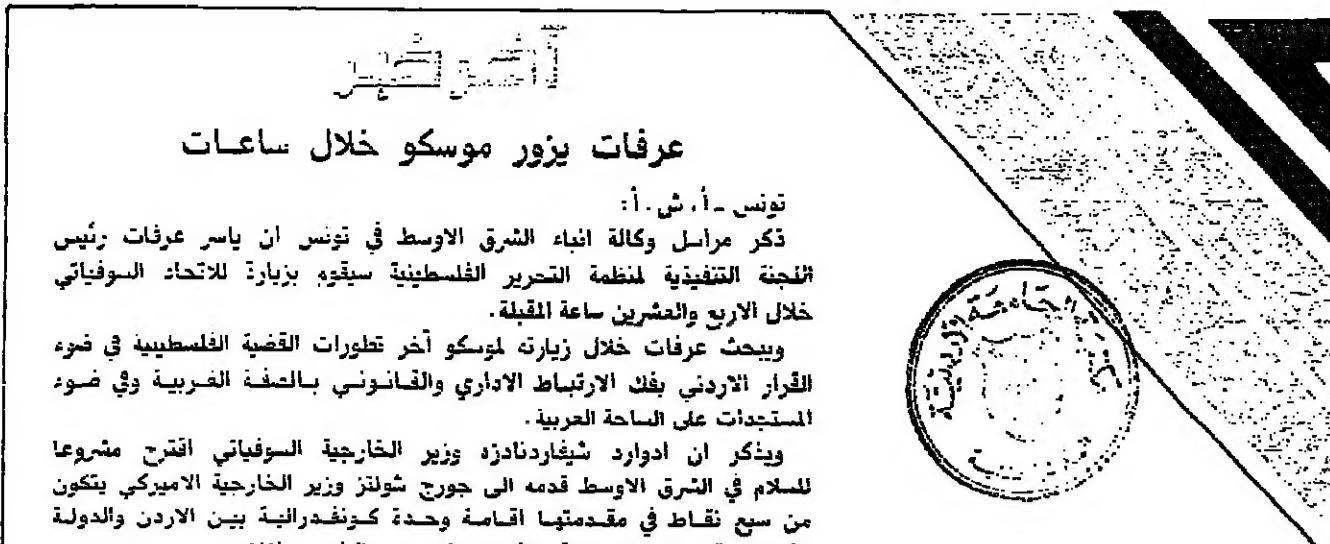 آخر خبر
عرفات يزور موسكو خلال ساعات
تونس ـ أ. ش. أ:
ذكر مراسل وكالة انباء الشرق الاوسط في تونس ان ياسر عرفات رئيس
اللجنة التنفيذية لمنظمة التحرير الفلسطينية سيقوم بزيارة للاتحاد السوفياتي
خلال الاربع والعشرين ساعة المقبلة.
ويبحث عرفات خلال زيارته لموسكو آخر تطورات القضية الفلسطينية في ضوء
القرار الاردني بفك الارتباط الاداري والقانوني بالضفة الغربية وفي ضوء
المستجدات على الساحة العربية.
ويذكر ان ادوارد شيفاردنادزه وزير الخارجية السوفياتي اقترح مشروعا
للسلام في الشرق الاوسط قدمه الى جورج شولتز وزير الخارجية الاميركي يتكون
من سبع نقاط في مقدمتها اقامة وحدة كونفدرالية بين الاردن والدولة